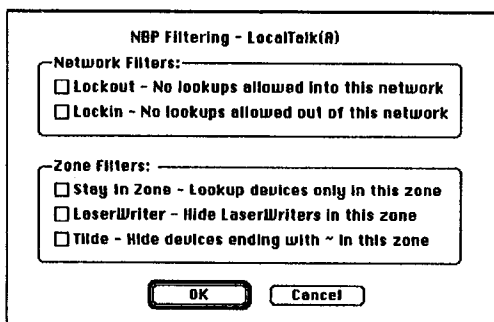 NBP Filtering - LocalTalk(A)
Network Filters:
Lockout - No lookups allowed into this network
Lockin - No lookups allowed out of this network
Zone Filters:
Stay In Zone - Lookup devices only in this zone
LaserWriter - Hide LaserWriters in this zone
Tilde - Hide devices ending with ~ in this zone
OK
Cancel